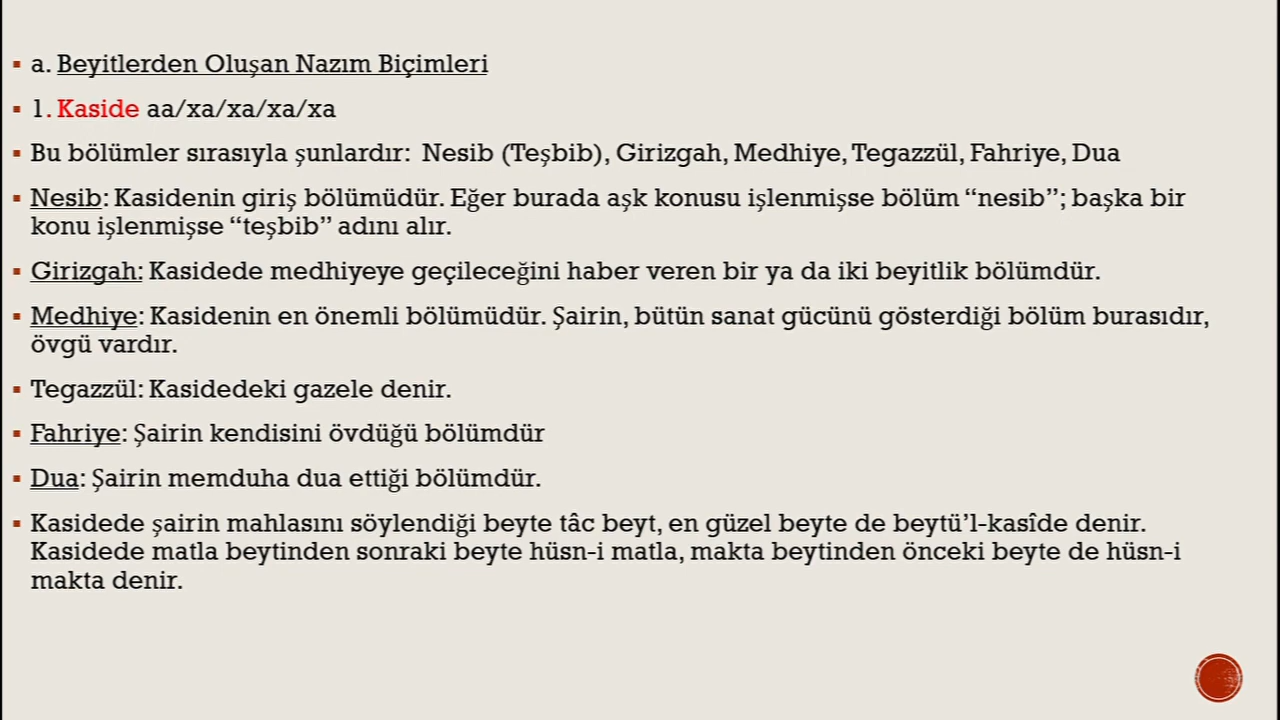 a. Beyitlerden Oluşan Nazım Biçimleri
1. Kaside aa/xa/xa/xa/xa
Bu bölümler sırasıyla şunlardır: Nesib (Teşbib), Girizgah, Medhiye, Tegazzül, Fahriye, Dua
Nesib: Kasidenin giriş bölümüdür. Eğer burada aşk konusu işlenmişse bölüm “nesib”; başka bir
konu işlenmişse “teşbib” adını alır.
Girizgah: Kasidede medhiyeye geçileceğini haber veren bir ya da iki beyitlik bölümdür.
Medhiye: Kasidenin en önemli bölümüdür. Şairin, bütün sanat gücünü gösterdiği bölüm burasıdır,
övgü vardır.
Tegazzül: Kasidedeki gazele denir.
Fahriye: Şairin kendisini övdüğü bölümdür
Dua: Şairin memduha dua ettiği bölümdür.
Kasidede şairin mahlasını söylendiği beyte tâc beyt, en güzel beyte de beytü’l-kasîde denir.
Kasidede matla beytinden sonraki beyte hüsn-i matla, makta beytinden önceki beyte de hüsn-i
makta denir.